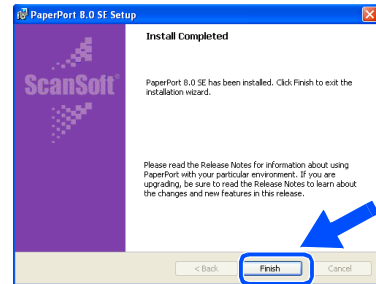 PaperPort 8.0 SE Setup
Install Completed
ScanSoft®
PaperPort 8.0 SE has been installed. Click Finish to exit the
installation wizard.
Please read the Release Notes for information about using
PaperPort with your particular environment. If you are
upgrading, be sure to read the Release Notes to learn about
the changes and new features in this release.
< Back Finish Cancel